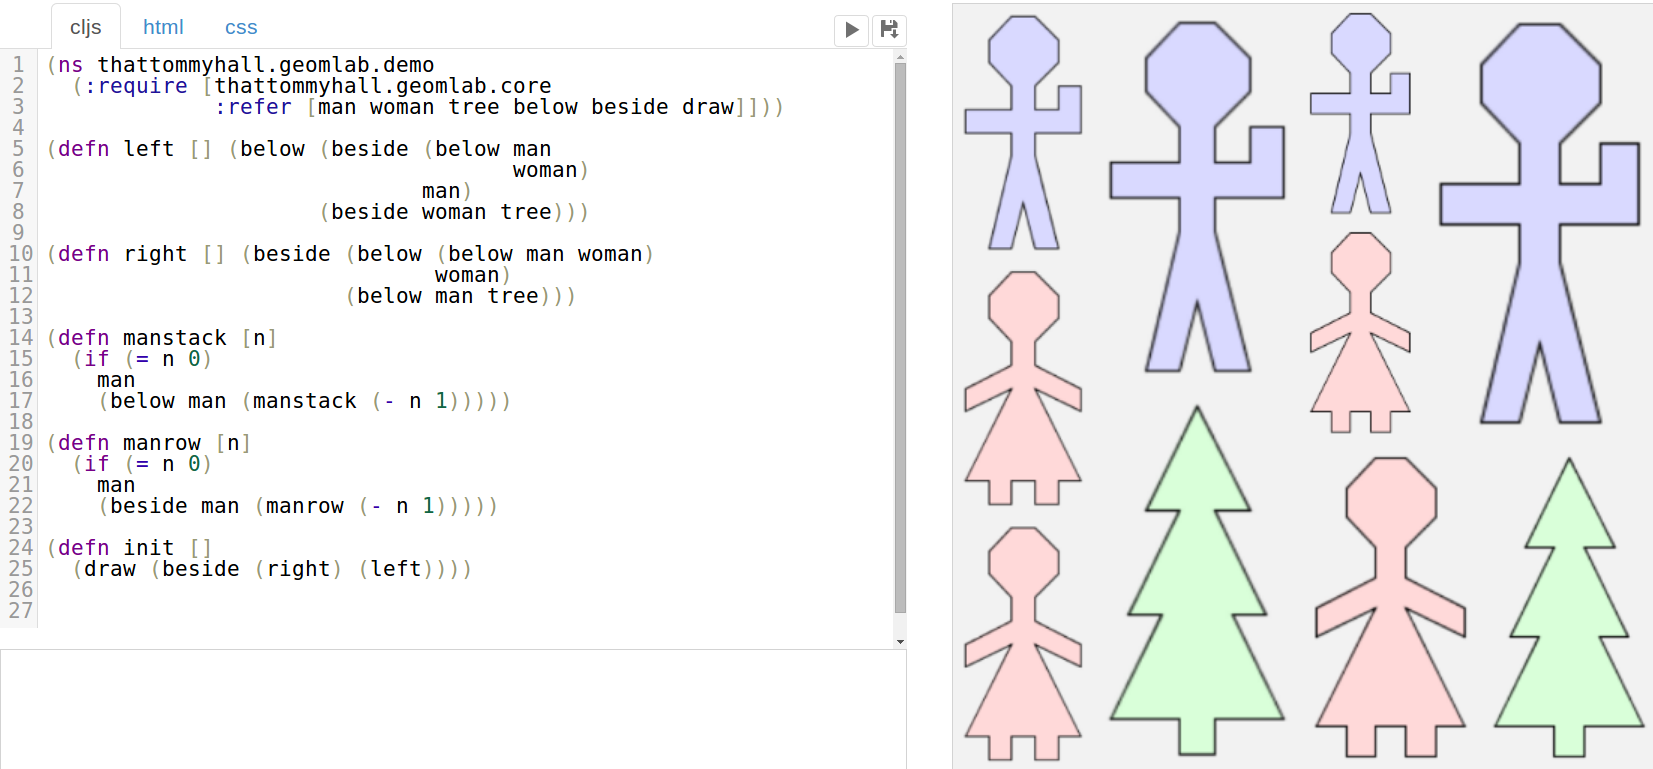 cljs html css
1 (ns thattommyhall.geomlab.demo
2   (:require [thattommyhall.geomlab.core
3              :refer [man woman tree below beside draw]]))
4
5 (defn left [] (below (beside (below man
6                                     woman)
7                              man)
8                      (beside woman tree)))
9
10 (defn right [] (beside (below (below man woman)
11                               woman)
12                        (below man tree)))
13
14 (defn manstack [n]
15   (if (= n 0)
16     man
17     (below man (manstack (- n 1)))))
18
19 (defn manrow [n]
20   (if (= n 0)
21     man
22     (beside man (manrow (- n 1)))))
23
24 (defn init []
25   (draw (beside (right) (left))))
26
27